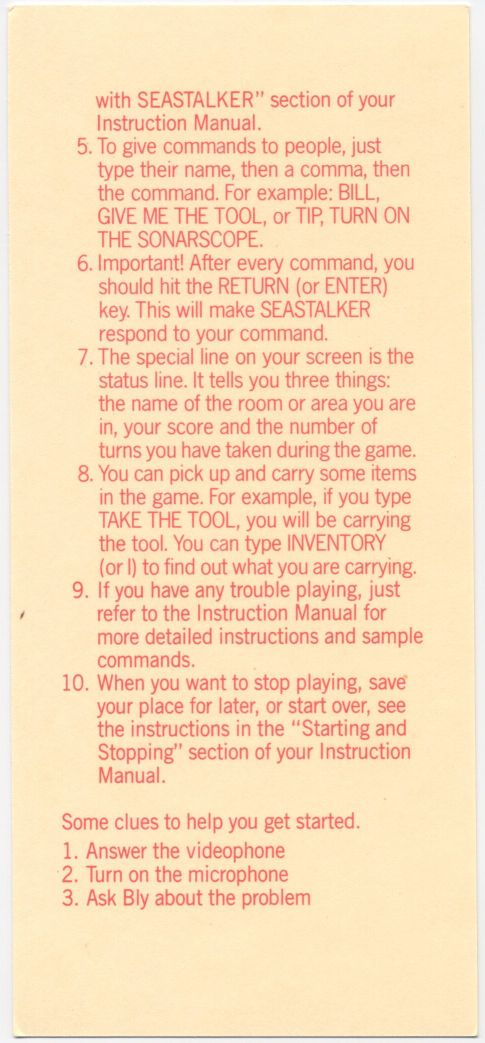 with SEASTALKER" section of your
Instruction Manual.
5. To give commands to people, just
type their name, then a comma, then
the command. For example: BILL,
GIVE ME THE TOOL, or TIP, TURN ON
THE SONARSCOPE.
6. Important! After every command, you
should hit the RETURN (or ENTER)
key. This will make SEASTALKER
respond to your command.
7. The special line on your screen is the
status line. It tells you three things:
the name of the room or area you are
in, your score and the number of
turns you have taken during the game.
8. You can pick up and carry some items
in the game. For example, if you type
TAKE THE TOOL, you will be carrying
the tool. You can type INVENTORY
(or I) to find out what you are carrying.
9. If you have any trouble playing, just
refer to the Instruction Manual for
more detailed instructions and sample
commands.
10. When you want to stop playing, save
your place for later, or start over, see
the instructions in the "Starting and
Stopping" section of your Instruction
Manual.
Some clues to help you get started.
1. Answer the videophone
2. Turn on the microphone
3. Ask Bly about the problem